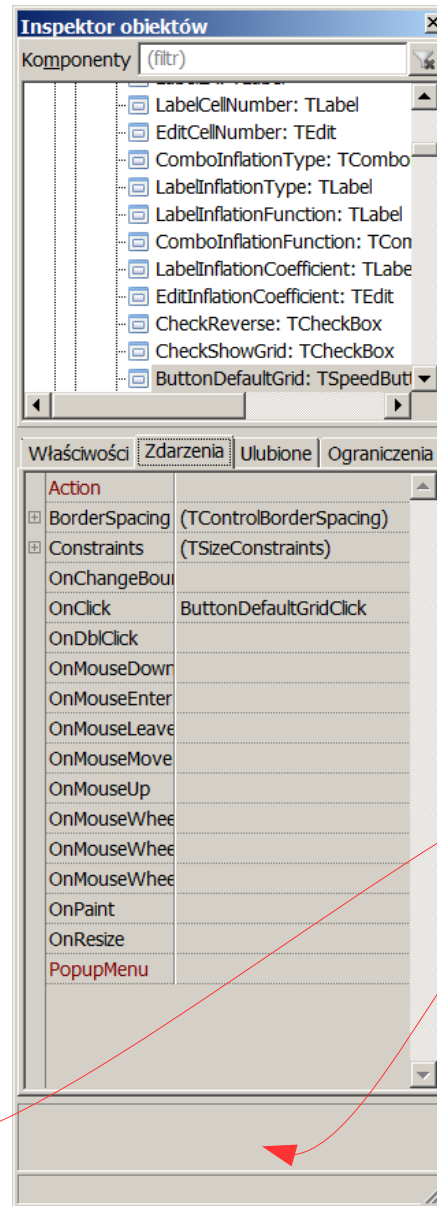 Inspektor obiektów
Komponenty (filtr)
LabelCellNumber: TLabel
EditCellNumber: TEdit
ComboInflationType: TCombo
LabelInflationType: TLabel
LabelInflationFunction: TLabel
ComboInflationFunction: TCom
LabelInflationCoefficient: TLabe
EditInflationCoefficient: TEdit
CheckReverse: TCheckBox
CheckShowGrid: TCheckBox
ButtonDefaultGrid: TSpeedButt
Właściwości Zdarzenia Ulubione Ograniczenia
Action
BorderSpacing (TControlBorderSpacing)
Constraints (TSizeConstraints)
OnChangeBour
OnClick ButtonDefaultGridClick
OnDblClick
OnMouseDown
OnMouseEnter
OnMouseLeave
OnMouseMove
OnMouseUp
OnMouseWhee
OnMouseWhee
OnMouseWhee
OnPaint
OnResize
PopupMenu